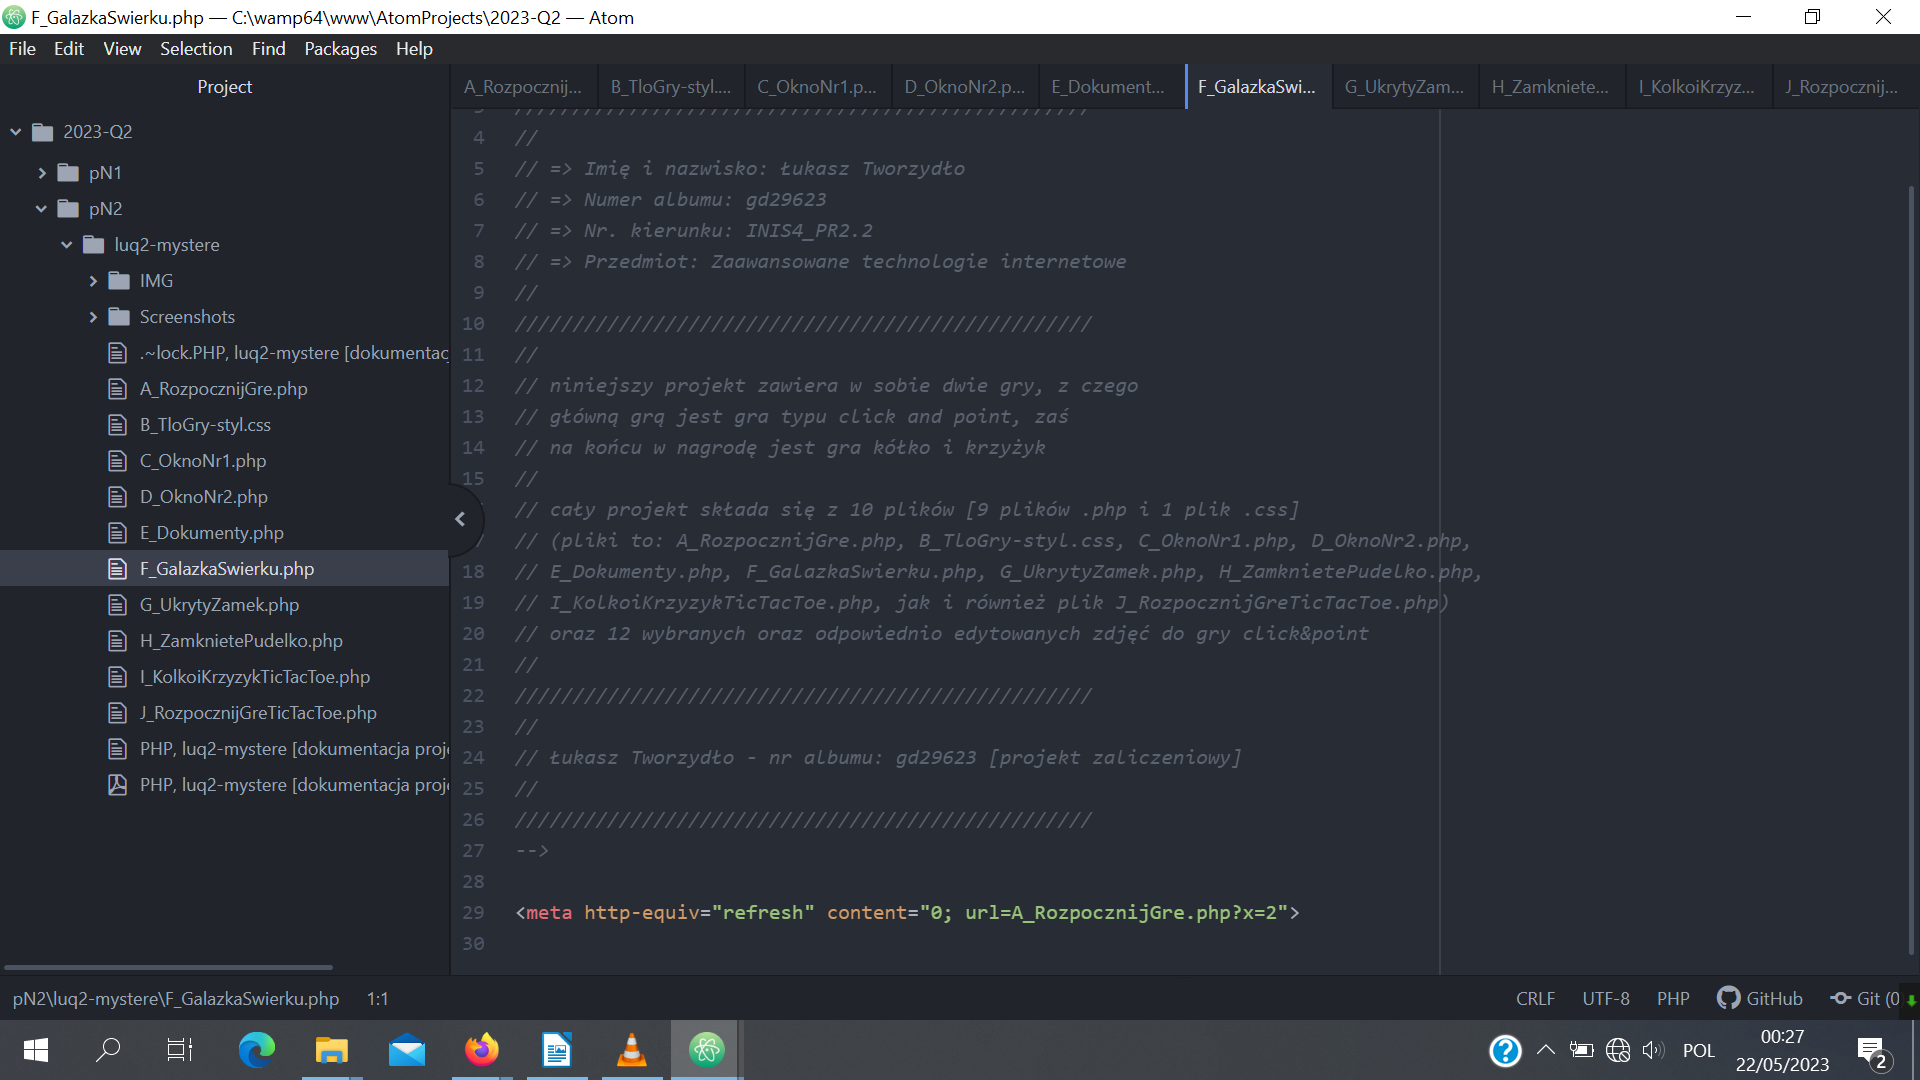 F_GalazkaSwierku.php — C:\wamp64\www\AtomProjects\2023-Q2 — Atom
File Edit View Selection Find Packages Help
Project
2023-Q2
pN1
pN2
luq2-mystere
IMG
Screenshots
.~lock.PHP, luq2-mystere [dokumentac
A_RozpocznijGre.php
B_TloGry-styl.css
C_OknoNr1.php
D_OknoNr2.php
E_Dokumenty.php
F_GalazkaSwierku.php
G_UkrytyZamek.php
H_ZamknietePudelko.php
I_KolkoiKrzyzykTicTacToe.php
J_RozpocznijGreTicTacToe.php
PHP, luq2-mystere [dokumentacja proje
PHP, luq2-mystere [dokumentacja proje
A_Rozpocznij... B_TloGry-styl.... C_OknoNr1.p... D_OknoNr2.p... E_Dokument... F_GalazkaSwi... G_UkrytyZam... H_Zamkniete... I_KolkoiKrzyz... J_Rozpocznij...
3 //////////////////////////////////////////////////
4 //
5 // => Imię i nazwisko: Łukasz Tworzydło
6 // => Numer albumu: gd29623
7 // => Nr. kierunku: INIS4_PR2.2
8 // => Przedmiot: Zaawansowane technologie internetowe
9 //
10 //////////////////////////////////////////////////
11 //
12 // niniejszy projekt zawiera w sobie dwie gry, z czego
13 // główną grą jest gra typu click and point, zaś
14 // na końcu w nagrodę jest gra kółko i krzyżyk
15 //
// cały projekt składa się z 10 plików [9 plików .php i 1 plik .css]
// (pliki to: A_RozpocznijGre.php, B_TloGry-styl.css, C_OknoNr1.php, D_OknoNr2.php,
18 // E_Dokumenty.php, F_GalazkaSwierku.php, G_UkrytyZamek.php, H_ZamknietePudelko.php,
19 // I_KolkoiKrzyzykTicTacToe.php, jak i również plik J_RozpocznijGreTicTacToe.php)
20 // oraz 12 wybranych oraz odpowiednio edytowanych zdjęć do gry click&point
21 //
22 //////////////////////////////////////////////////
23 //
24 // Łukasz Tworzydło - nr albumu: gd29623 [projekt zaliczeniowy]
25 //
26 //////////////////////////////////////////////////
27 -->
28
29 <meta http-equiv="refresh" content="0; url=A_RozpocznijGre.php?x=2">
30
pN2\luq2-mystere\F_GalazkaSwierku.php 1:1 CRLF UTF-8 PHP GitHub Git (0
POL
00:27
22/05/2023
2